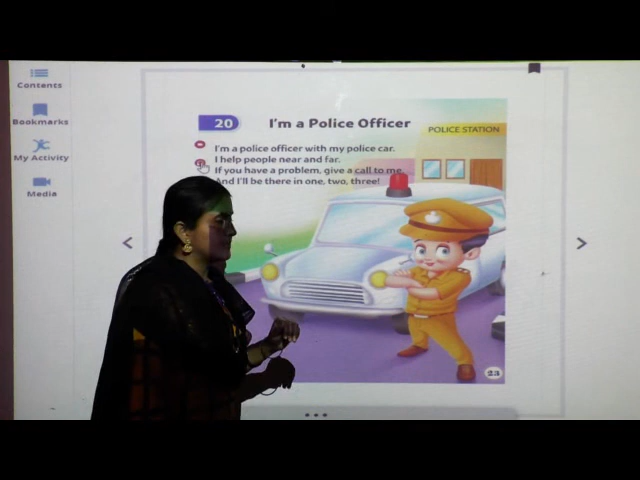 Contents
Bookmarks
My Activity
Media
20 I'm a Police Officer
POLICE STATION
I'm a police officer with my police car.
I help people near and far.
If you have a problem, give a call to me,
And I'll be there in one, two, three!
23